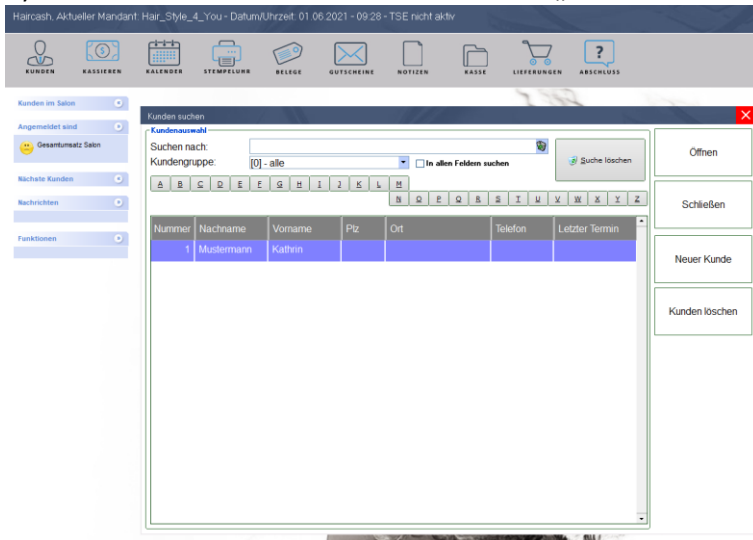 Haircash, Aktueller Mandant: Hair_Style_4_You - Datum/Uhrzeit: 01.06.2021 - 09:28 - TSE nicht aktiv
KUNDEN KASSIEREN KALENDER STEMPELUHR BELEGE GUTSCHEINE NOTIZEN KASSE LIEFERUNGEN ABSCHLUSS
Kunden im Salon
Angemeldet sind
Gesamtumsatz Salon
Nächste Kunden
Nachrichten
Funktionen
Kunden suchen
Kundenauswahl
Suchen nach:
Kundengruppe: [0] - alle In allen Feldern suchen
Suche löschen
A B C D E F G H I J K L M
N O P Q R S T U V W X Y Z
Nummer Nachname Vorname Plz Ort Telefon Letzter Termin
1 Mustermann Kathrin
Öffnen
Schließen
Neuer Kunde
Kunden löschen